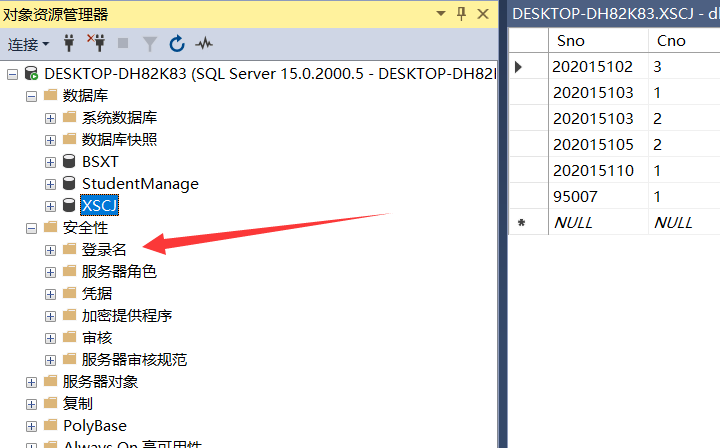 对象资源管理器
连接
DESKTOP-DH82K83 (SQL Server 15.0.2000.5 - DESKTOP-DH82
数据库
系统数据库
数据库快照
BSXT
StudentManage
XSCJ
安全性
登录名
服务器角色
凭据
加密提供程序
审核
服务器审核规范
服务器对象
复制
PolyBase
Always On 高可用性
DESKTOP-DH82K83.XSCJ - d
Sno Cno
202015102 3
202015103 1
202015103 2
202015105 2
202015110 1
95007 1
NULL NULL